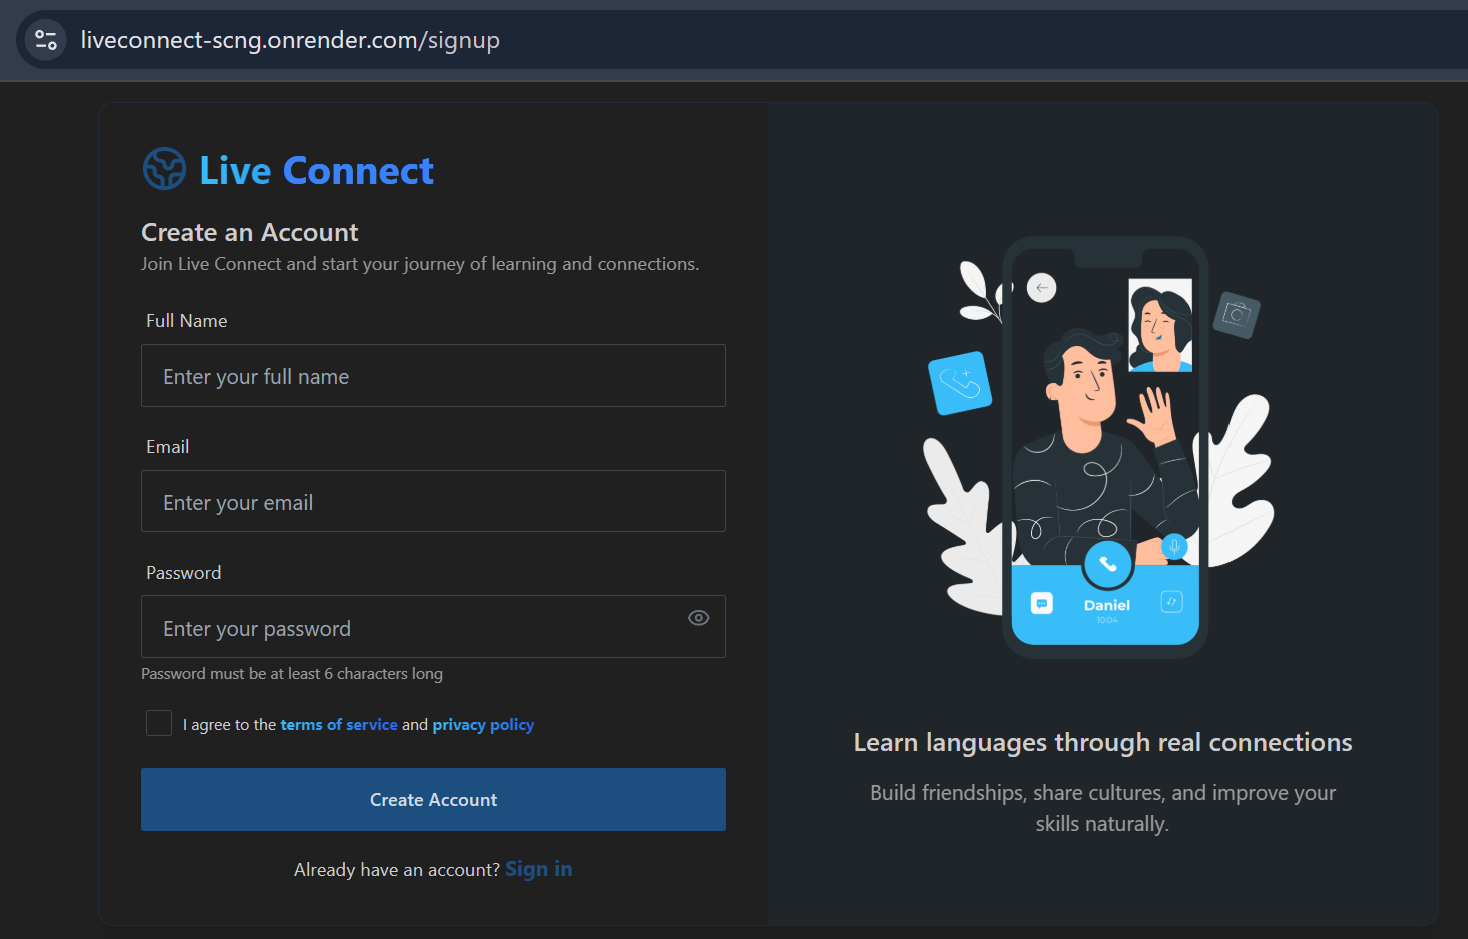 liveconnect-scng.onrender.com/signup
Live Connect
Create an Account
Join Live Connect and start your journey of learning and connections.
Full Name
Enter your full name
Email
Enter your email
Password
Enter your password
Password must be at least 6 characters long
I agree to the terms of service and privacy policy
Create Account
Already have an account? Sign in
Daniel
10:04
Learn languages through real connections
Build friendships, share cultures, and improve your
skills naturally.